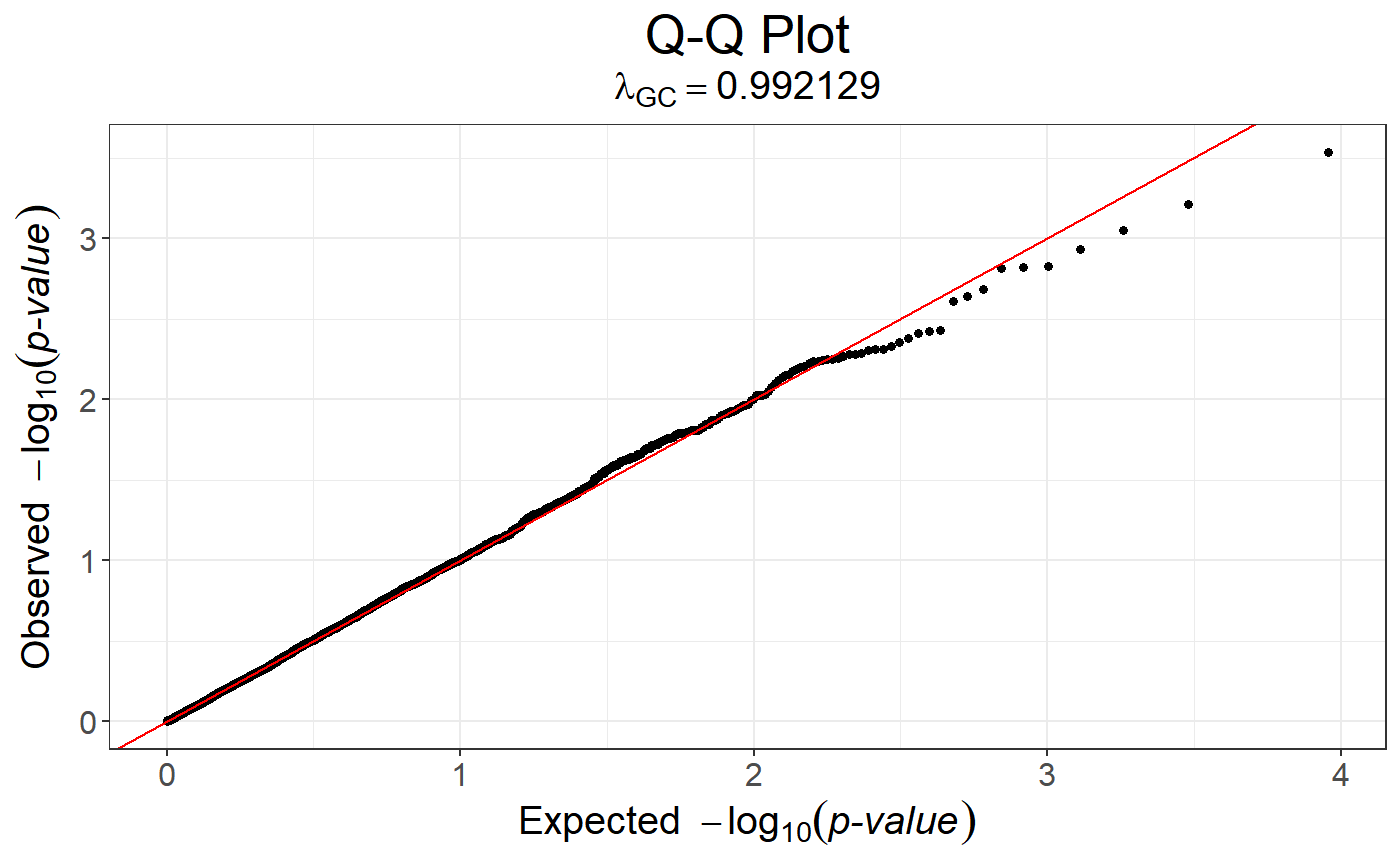 Q-Q Plot
λGC = 0.992129
Observed −log10(p-value)
3
2
1
0
0 1 2 3 4
Expected −log10(p-value)